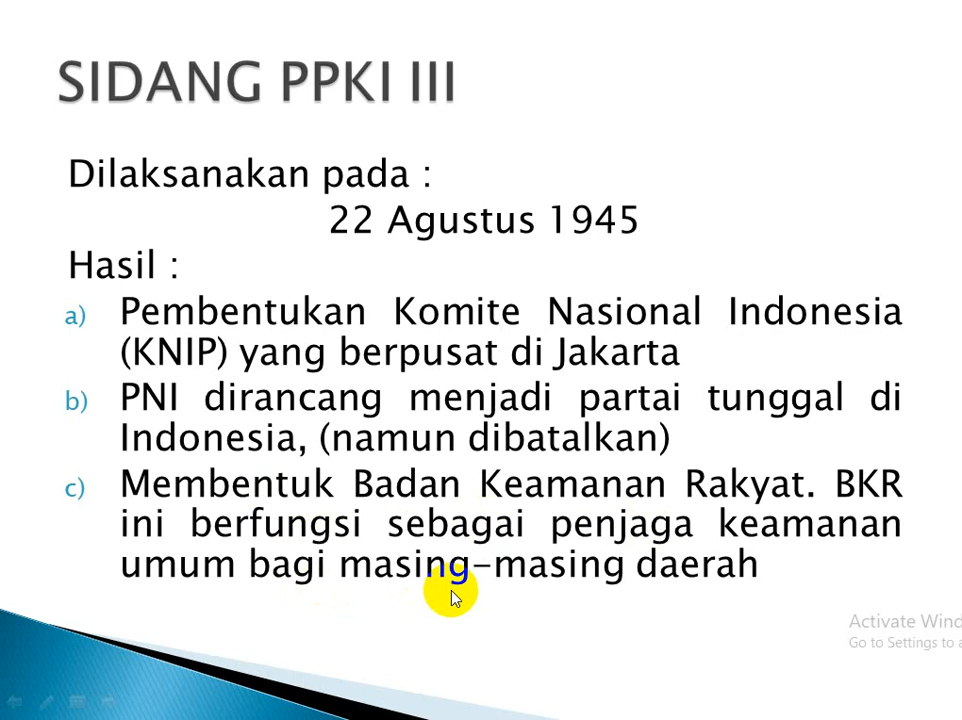 SIDANG PPKI III
Dilaksanakan pada :
22 Agustus 1945
Hasil :
a) Pembentukan Komite Nasional Indonesia
(KNIP) yang berpusat di Jakarta
b) PNI dirancang menjadi partai tunggal di
Indonesia, (namun dibatalkan)
c) Membentuk Badan Keamanan Rakyat. BKR
ini berfungsi sebagai penjaga keamanan
umum bagi masing-masing daerah
Activate Wind
Go to Settings to a